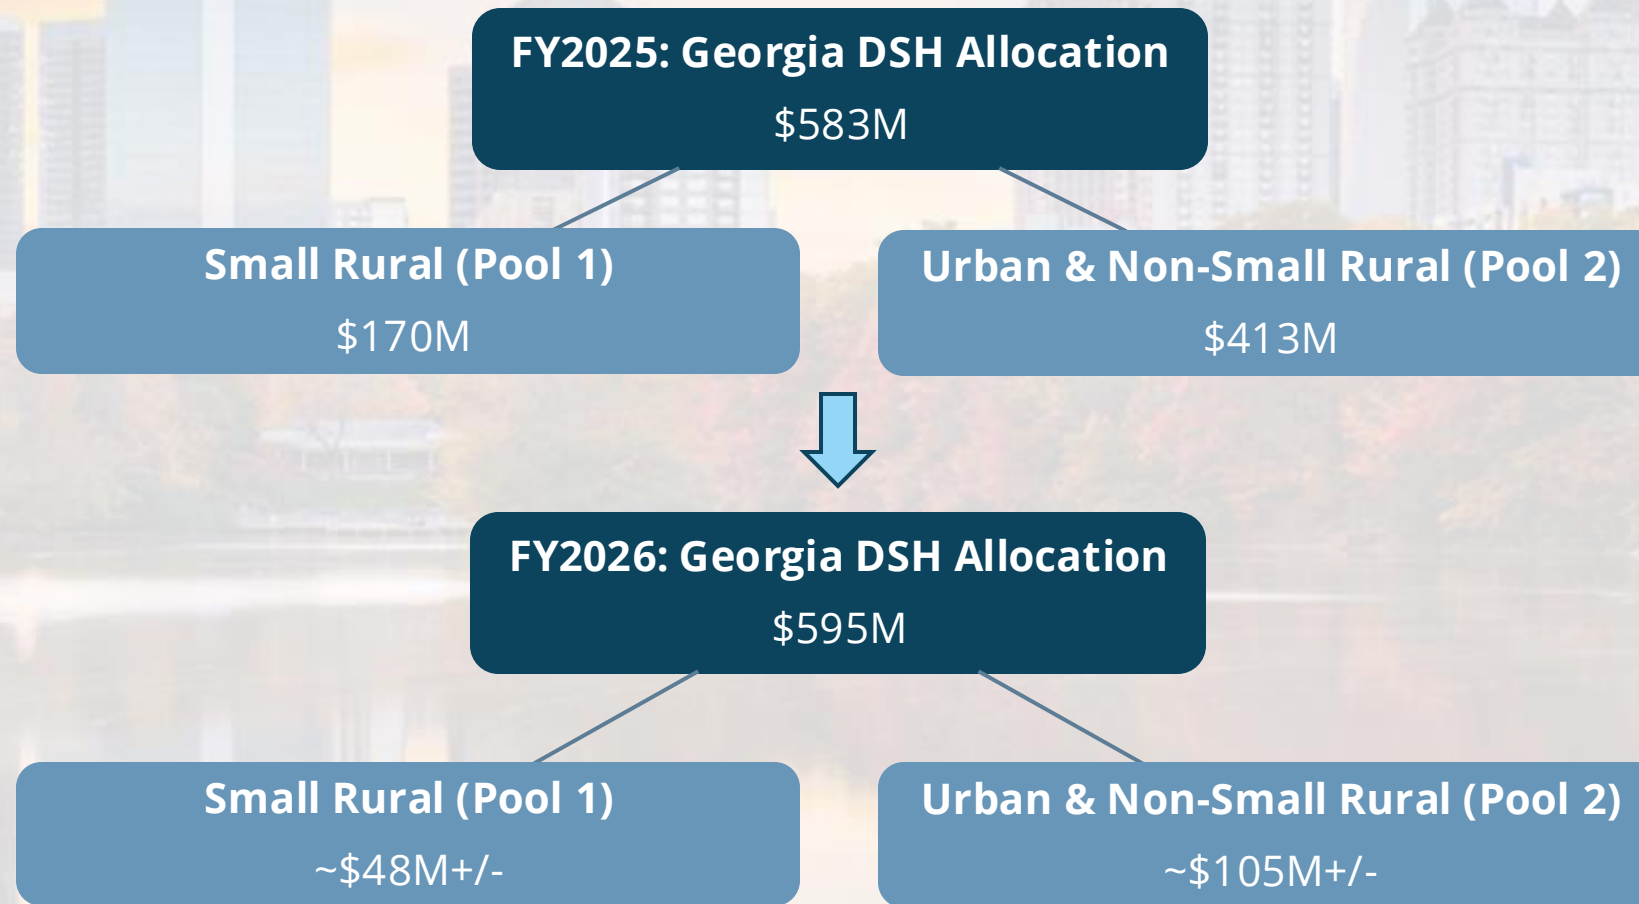 FY2025: Georgia DSH Allocation
$583M
Small Rural (Pool 1)
$170M
Urban & Non-Small Rural (Pool 2)
$413M
FY2026: Georgia DSH Allocation
$595M
Small Rural (Pool 1)
~$48M+/-
Urban & Non-Small Rural (Pool 2)
~$105M+/-